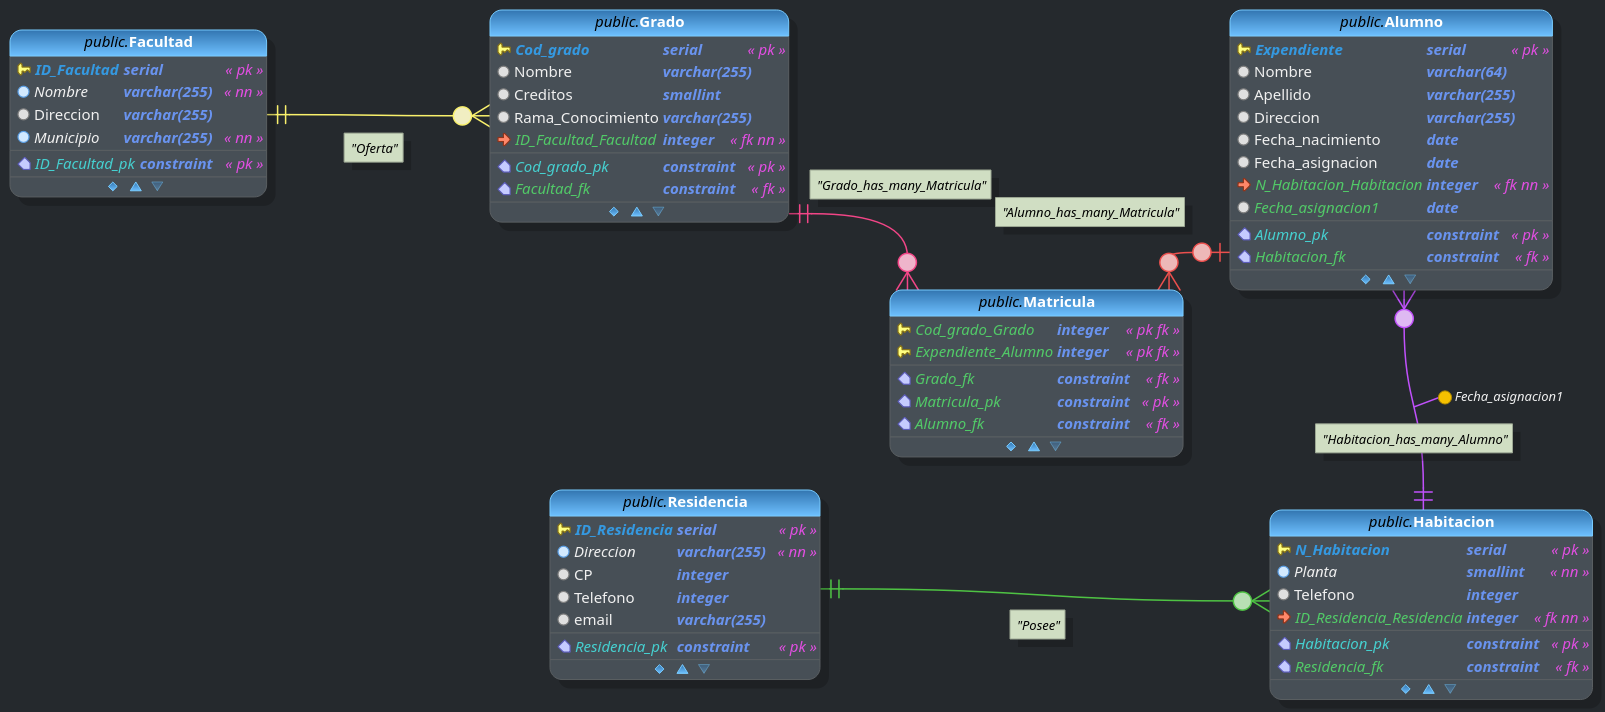 public.Facultad
ID_Facultad serial « pk »
Nombre varchar(255) « nn »
Direccion varchar(255)
Municipio varchar(255) « nn »
ID_Facultad_pk constraint « pk »
"Oferta"
public.Grado
Cod_grado serial « pk »
Nombre varchar(255)
Creditos smallint
Rama_Conocimiento varchar(255)
ID_Facultad_Facultad integer « fk nn »
Cod_grado_pk constraint « pk »
Facultad_fk constraint « fk »
"Grado_has_many_Matricula"
"Alumno_has_many_Matricula"
public.Alumno
Expendiente serial « pk »
Nombre varchar(64)
Apellido varchar(255)
Direccion varchar(255)
Fecha_nacimiento date
Fecha_asignacion date
N_Habitacion_Habitacion integer « fk nn »
Fecha_asignacion1 date
Alumno_pk constraint « pk »
Habitacion_fk constraint « fk »
public.Matricula
Cod_grado_Grado integer « pk fk »
Expendiente_Alumno integer « pk fk »
Grado_fk constraint « fk »
Matricula_pk constraint « pk »
Alumno_fk constraint « fk »
Fecha_asignacion1
"Habitacion_has_many_Alumno"
public.Residencia
ID_Residencia serial « pk »
Direccion varchar(255) « nn »
CP integer
Telefono integer
email varchar(255)
Residencia_pk constraint « pk »
"Posee"
public.Habitacion
N_Habitacion serial « pk »
Planta smallint « nn »
Telefono integer
ID_Residencia_Residencia integer « fk nn »
Habitacion_pk constraint « pk »
Residencia_fk constraint « fk »